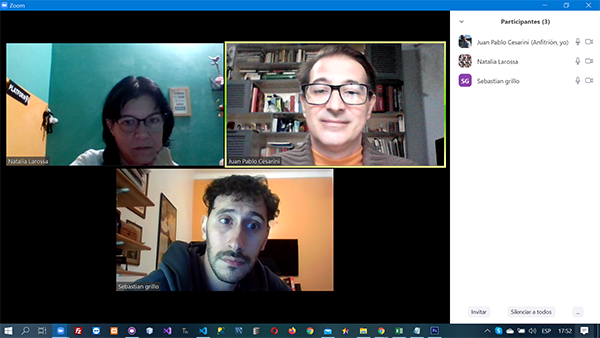 Zoom
Participantes (3)
Juan Pablo Cesarini (Anfitrión, yo)
Natalia Larossa
SG Sebastian grillo
PLATFORM
Natalia Larossa
Juan Pablo Cesarini
Sebastian grillo
Invitar
Silenciar a todos
...
ESP
17:52